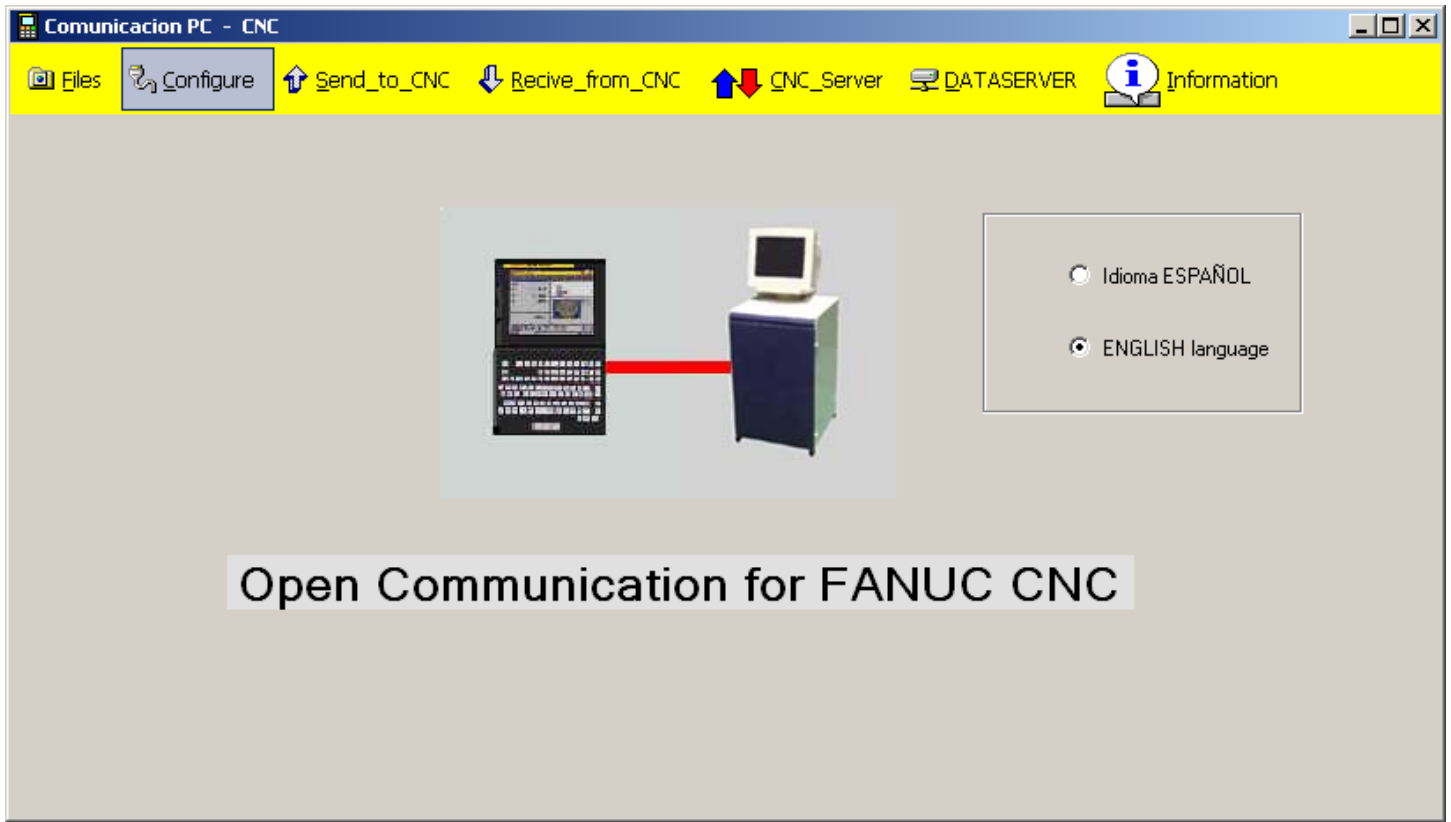 Comunicacion PC - CNC
Files Configure Send_to_CNC Recive_from_CNC CNC_Server DATASERVER Information
Idioma ESPAÑOL
ENGLISH language
Open Communication for FANUC CNC